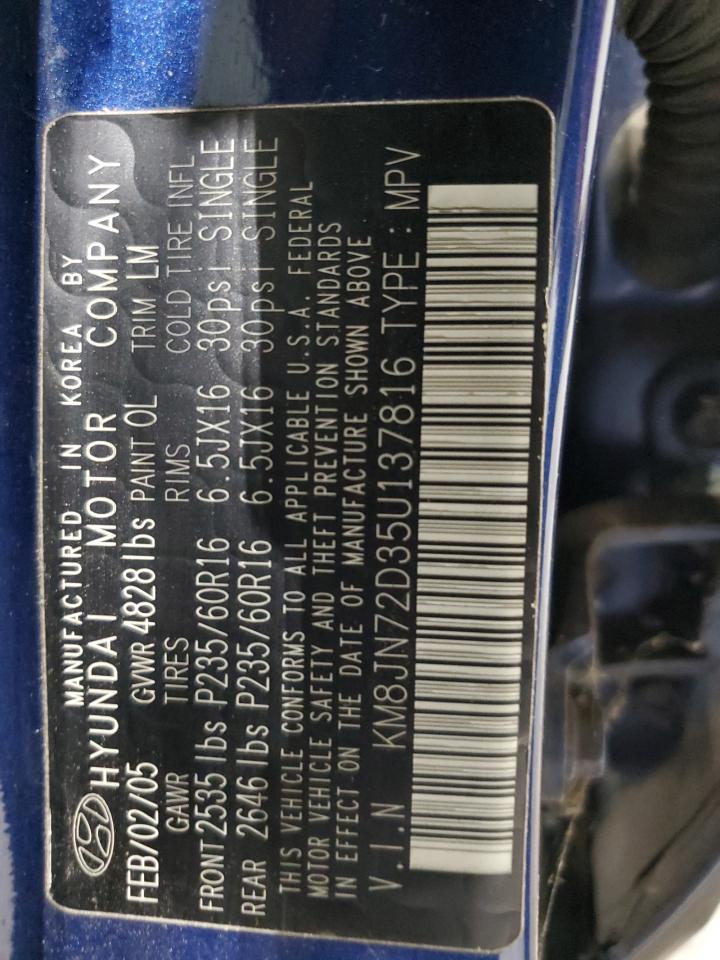 MANUFACTURED IN KOREA BY
HYUNDAI MOTOR COMPANY
FEB/02/05 GVWR 4828 lbs PAINT OL TRIM LM
GAWR TIRES RIMS COLD TIRE INFL
FRONT 2535 lbs P235/60R16 6.5JX16 30psi SINGLE
REAR 2646 lbs P235/60R16 6.5JX16 30psi SINGLE
THIS VEHICLE CONFORMS TO ALL APPLICABLE U.S.A. FEDERAL
MOTOR VEHICLE SAFETY AND THEFT PREVENTION STANDARDS
IN EFFECT ON THE DATE OF MANUFACTURE SHOWN ABOVE
V.I.N KM8JN72D35U137816 TYPE : MPV